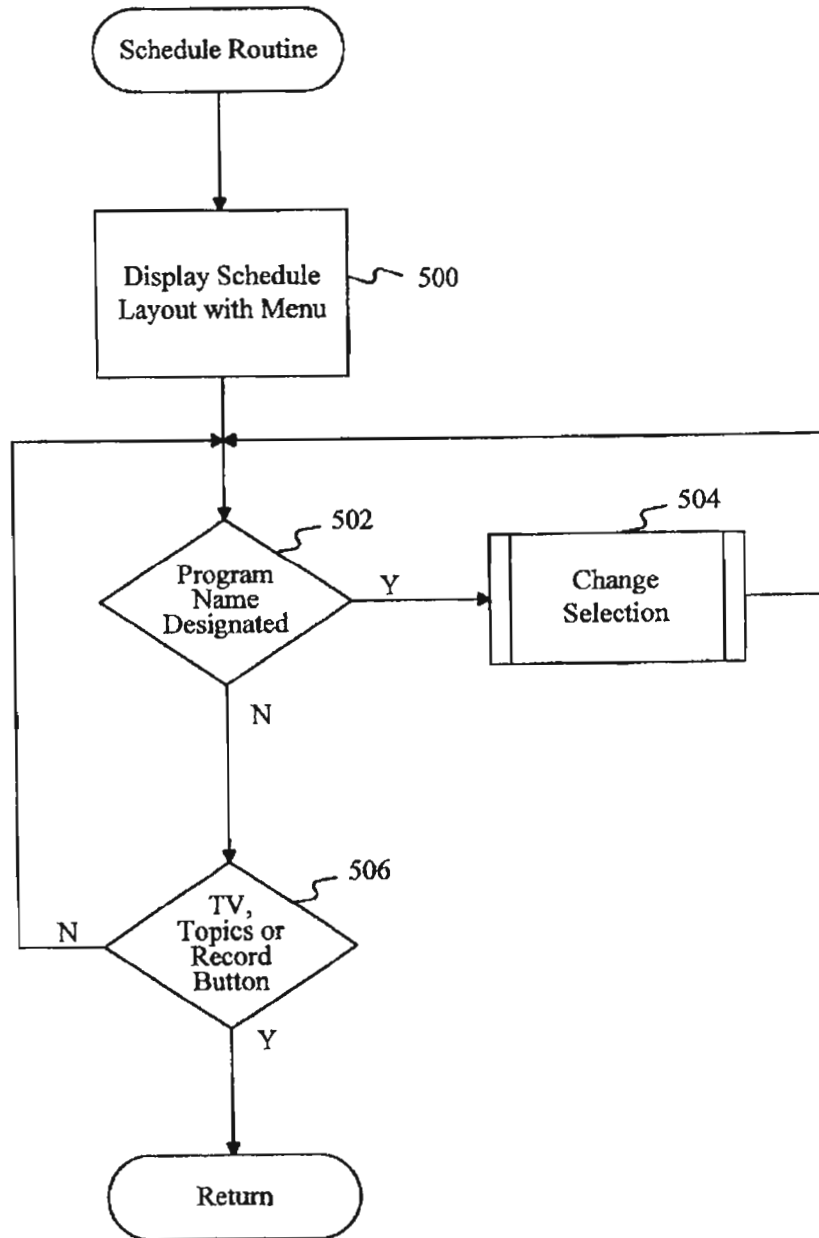 Schedule Routine
Display Schedule
Layout with Menu
500
502
Program
Name
Designated
Y
504
Change
Selection
N
506
TV,
Topics or
Record
Button
N
Y
Return